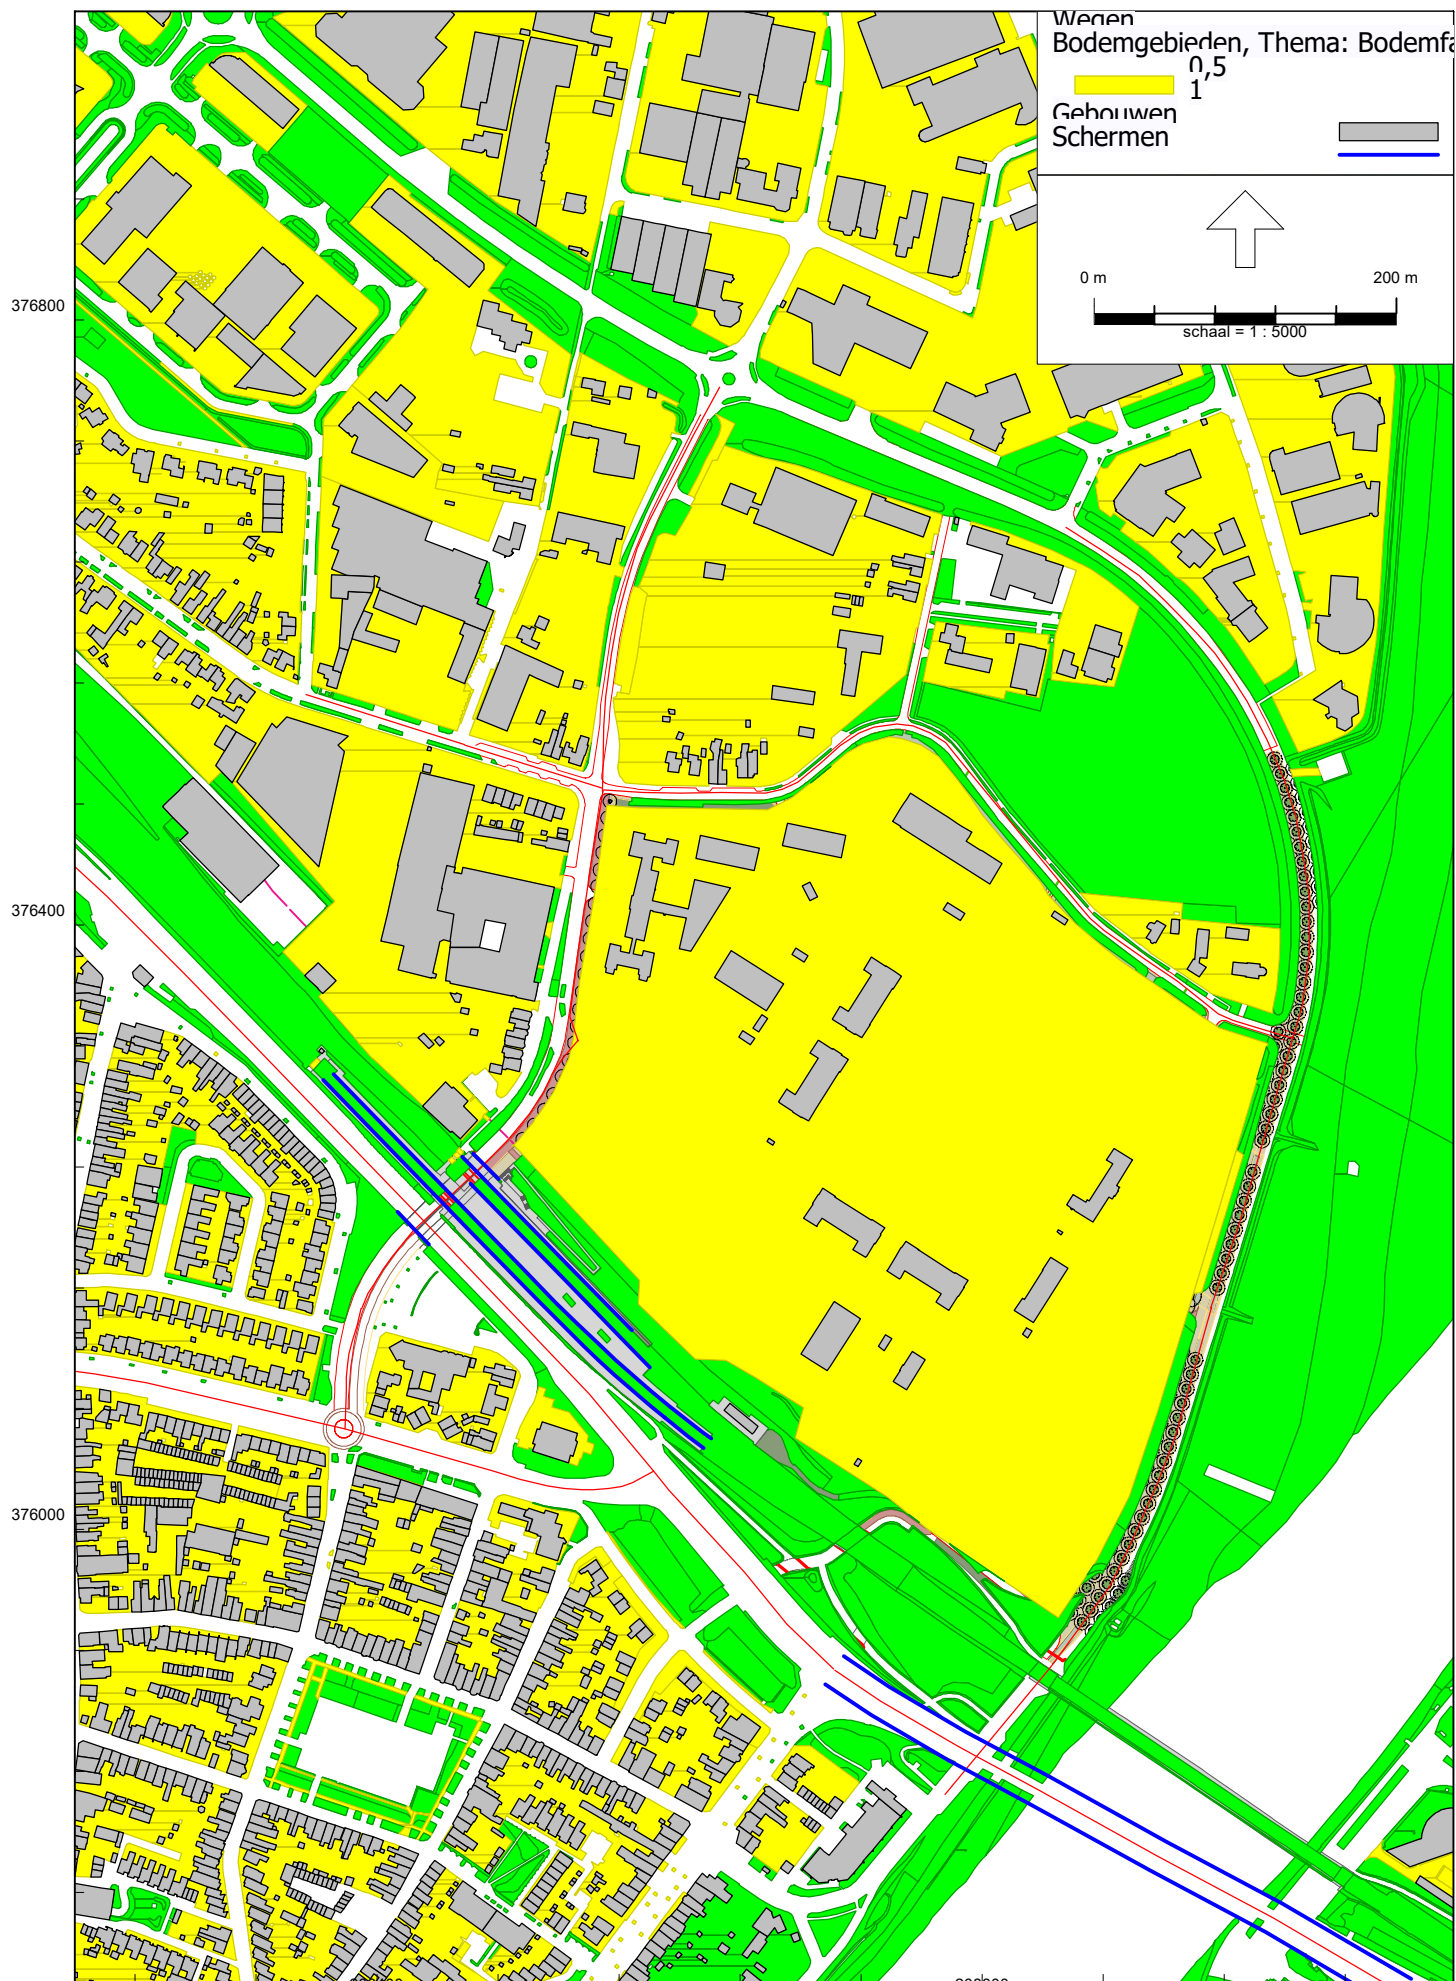 Wegen
Bodemgebieden, Thema: Bodemfa
0,5
1
Gebouwen
Schermen
0 m 200 m
schaal = 1 : 5000
376800
376400
376000